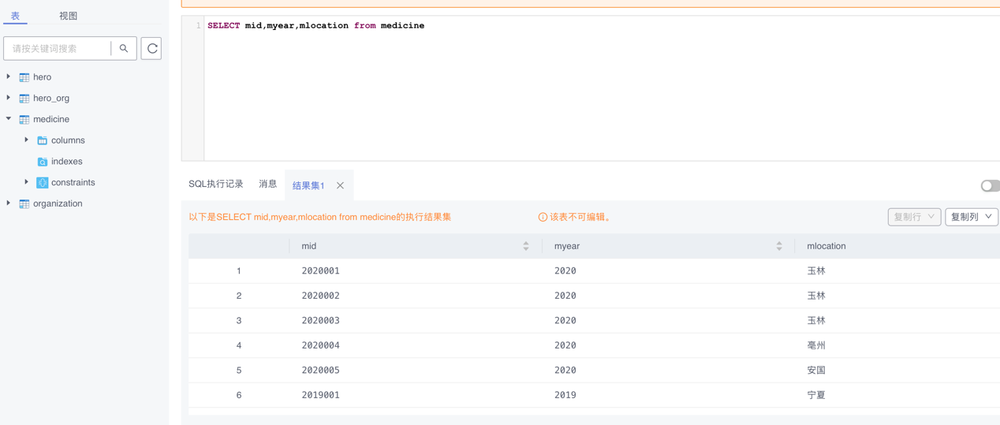 表 视图
请按关键词搜索
hero
hero_org
medicine
columns
indexes
constraints
organization
1 SELECT mid,myear,mlocation from medicine
SQL执行记录 消息 结果集1
以下是SELECT mid,myear,mlocation from medicine的执行结果集 该表不可编辑。 复制行 复制列
mid myear mlocation
1 2020001 2020 玉林
2 2020002 2020 玉林
3 2020003 2020 玉林
4 2020004 2020 亳州
5 2020005 2020 安国
6 2019001 2019 宁夏